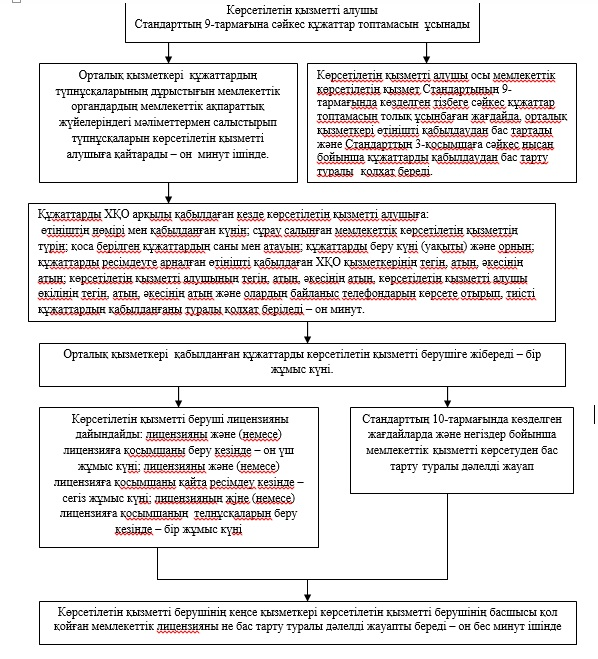 Көрсетілетін қызметті алушы
Стандарттың 9-тармағына сәйкес құжаттар топтамасын ұсынады
Орталық қызметкері құжаттардың
түпнұсқаларының дұрыстығын мемлекеттік
органдардың мемлекеттік ақпараттық
жүйелеріндегі мәліметтермен салыстырып
түпнұсқаларын көрсетілетін қызметті
алушыға қайтарады – он минут ішінде.
Көрсетілетін қызметті алушы осы мемлекеттік
көрсетілетін қызмет Стандартының 9-
тармағында көзделген тізбеге сәйкес құжаттар
топтамасын толық ұсынбаған жағдайда, орталық
қызметкері өтінішті қабылдаудан бас тартады
және Стандарттың 3-қосымшаға сәйкес нысан
бойынша құжаттарды қабылдаудан бас тарту
туралы қолхат береді.
Құжаттарды ХҚО арқылы қабылдаған кезде көрсетілетін қызметті алушыға:
өтініштің нөмірі мен қабылданған күнін; сұрау салынған мемлекеттік көрсетілетін қызметтің
түрін; қоса берілген құжаттардың саны мен атауын; құжаттарды беру күні (уақыты) және орнын;
құжаттарды ресімдеуге арналған өтінішті қабылдаған ХҚО қызметкерінің тегін, атын, әкесінің
атын; көрсетілетін қызметті алушының тегін, атын, әкесінің атын, көрсетілетін қызметті алушы
өкілінің тегін, атын, әкесінің атын және олардың байланыс телефондарын көрсете отырып, тиісті
құжаттардың қабылданғаны туралы қолхат беріледі – он минут.
Орталық қызметкері қабылданған құжаттарды көрсетілетін қызметті берушіге жібереді – бір
жұмыс күні.
Көрсетілетін қызметті беруші лицензияны
дайындайды: лицензияны және (немесе)
лицензияға қосымшаны беру кезінде – он үш
жұмыс күні; лицензияны және (немесе)
лицензияға қосымшаны қайта ресімдеу кезінде –
сегіз жұмыс күні; лицензияның жіне (немесе)
лицензияға қосымшаның телнұсқаларын беру
кезінде – бір жұмыс күні
Стандарттың 10-тармағында көзделген
жағдайларда және негіздер бойынша
мемлекеттік қызметті көрсетуден бас
тарту туралы дәлелді жауап
Көрсетілетін қызметті берушінің кеңсе қызметкері көрсетілетін қызметті берушінің басшысы қол
қойған мемлекеттік лицензияны не бас тарту туралы дәлелді жауапты береді – он бес минут ішінде